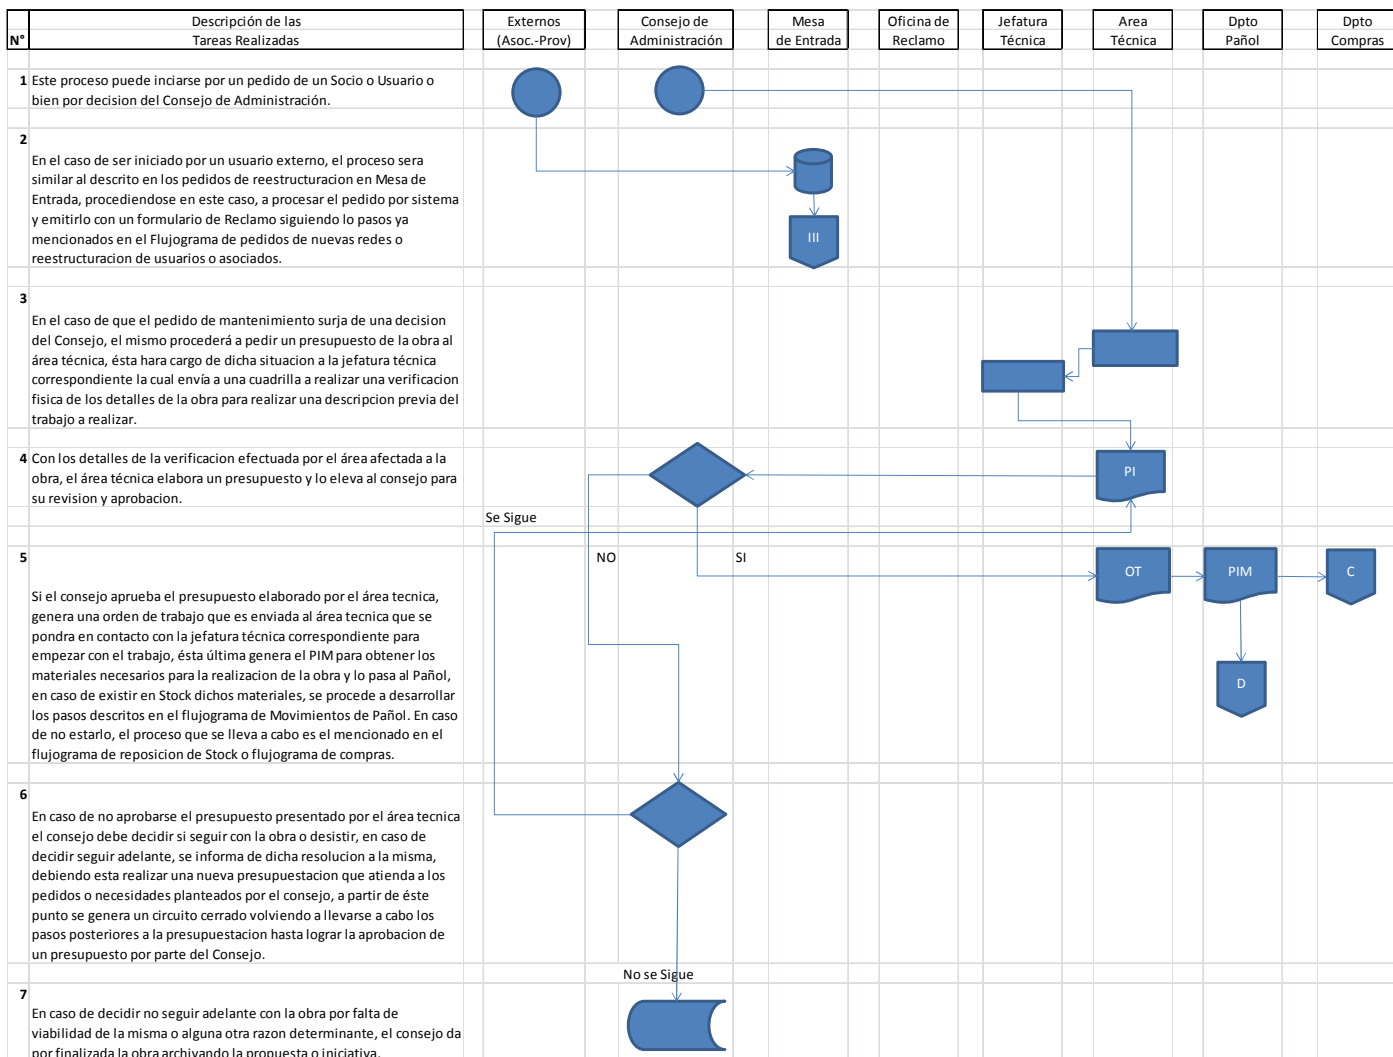 N°
Descripción de las
Tareas Realizadas
Externos
(Asoc.-Prov)
Consejo de
Administración
Mesa
de Entrada
Oficina de
Reclamo
Jefatura
Técnica
Area
Técnica
Dpto
Pañol
Dpto
Compras
1 Este proceso puede inciarse por un pedido de un Socio o Usuario o
bien por decision del Consejo de Administración.
2
En el caso de ser iniciado por un usuario externo, el proceso sera
similar al descrito en los pedidos de reestructuracion en Mesa de
Entrada, procediendose en este caso, a procesar el pedido por sistema
y emitirlo con un formulario de Reclamo siguiendo lo pasos ya
mencionados en el Flujograma de pedidos de nuevas redes o
reestructuracion de usuarios o asociados.
III
3
En el caso de que el pedido de mantenimiento surja de una decision
del Consejo, el mismo procederá a pedir un presupuesto de la obra al
área técnica, ésta hara cargo de dicha situacion a la jefatura técnica
correspondiente la cual envía a una cuadrilla a realizar una verificacion
fisica de los detalles de la obra para realizar una descripcion previa del
trabajo a realizar.
4 Con los detalles de la verificacion efectuada por el área afectada a la
obra, el área técnica elabora un presupuesto y lo eleva al consejo para
su revision y aprobacion.
PI
Se Sigue
5
NO
SI
OT
PIM
C
D
Si el consejo aprueba el presupuesto elaborado por el área tecnica,
genera una orden de trabajo que es enviada al área tecnica que se
pondra en contacto con la jefatura técnica correspondiente para
empezar con el trabajo, ésta última genera el PIM para obtener los
materiales necesarios para la realizacion de la obra y lo pasa al Pañol,
en caso de existir en Stock dichos materiales, se procede a desarrollar
los pasos descritos en el flujograma de Movimientos de Pañol. En caso
de no estarlo, el proceso que se lleva a cabo es el mencionado en el
flujograma de reposicion de Stock o flujograma de compras.
6
En caso de no aprobarse el presupuesto presentado por el área tecnica
el consejo debe decidir si seguir con la obra o desistir, en caso de
decidir seguir adelante, se informa de dicha resolucion a la misma,
debiendo esta realizar una nueva presupuestacion que atienda a los
pedidos o necesidades planteados por el consejo, a partir de éste
punto se genera un circuito cerrado volviendo a llevarse a cabo los
pasos posteriores a la presupuestacion hasta lograr la aprobacion de
un presupuesto por parte del Consejo.
No se Sigue
7
En caso de decidir no seguir adelante con la obra por falta de
viabilidad de la misma o alguna otra razon determinante, el consejo da
por finalizada la obra archivando la propuesta o iniciativa.